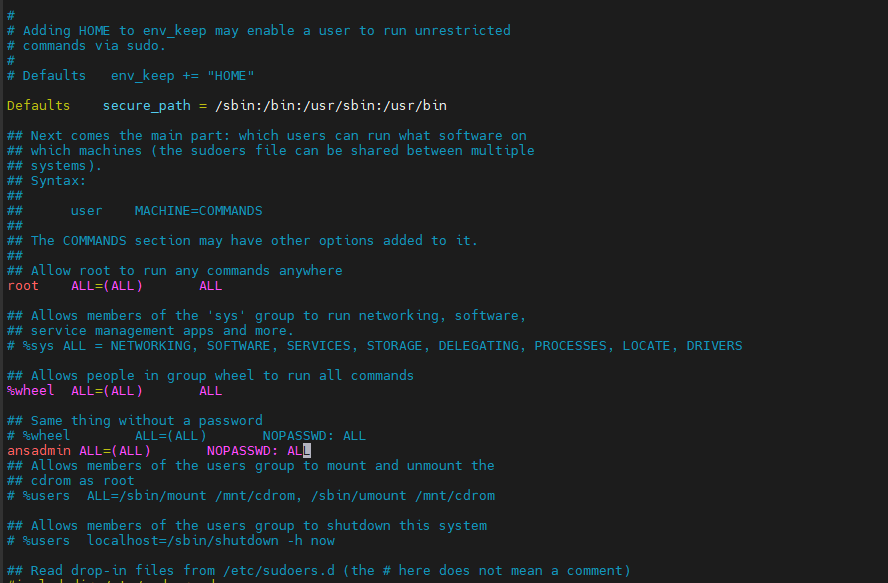 #
# Adding HOME to env_keep may enable a user to run unrestricted
# commands via sudo.
#
# Defaults   env_keep += "HOME"
Defaults    secure_path = /sbin:/bin:/usr/sbin:/usr/bin
## Next comes the main part: which users can run what software on
## which machines (the sudoers file can be shared between multiple
## systems).
## Syntax:
##
##      user    MACHINE=COMMANDS
##
## The COMMANDS section may have other options added to it.
##
## Allow root to run any commands anywhere
root    ALL=(ALL)       ALL
## Allows members of the 'sys' group to run networking, software,
## service management apps and more.
# %sys ALL = NETWORKING, SOFTWARE, SERVICES, STORAGE, DELEGATING, PROCESSES, LOCATE, DRIVERS
## Allows people in group wheel to run all commands
%wheel  ALL=(ALL)       ALL
## Same thing without a password
# %wheel        ALL=(ALL)       NOPASSWD: ALL
ansadmin ALL=(ALL)       NOPASSWD: ALL
## Allows members of the users group to mount and unmount the
## cdrom as root
# %users  ALL=/sbin/mount /mnt/cdrom, /sbin/umount /mnt/cdrom
## Allows members of the users group to shutdown this system
# %users  localhost=/sbin/shutdown -h now
## Read drop-in files from /etc/sudoers.d (the # here does not mean a comment)